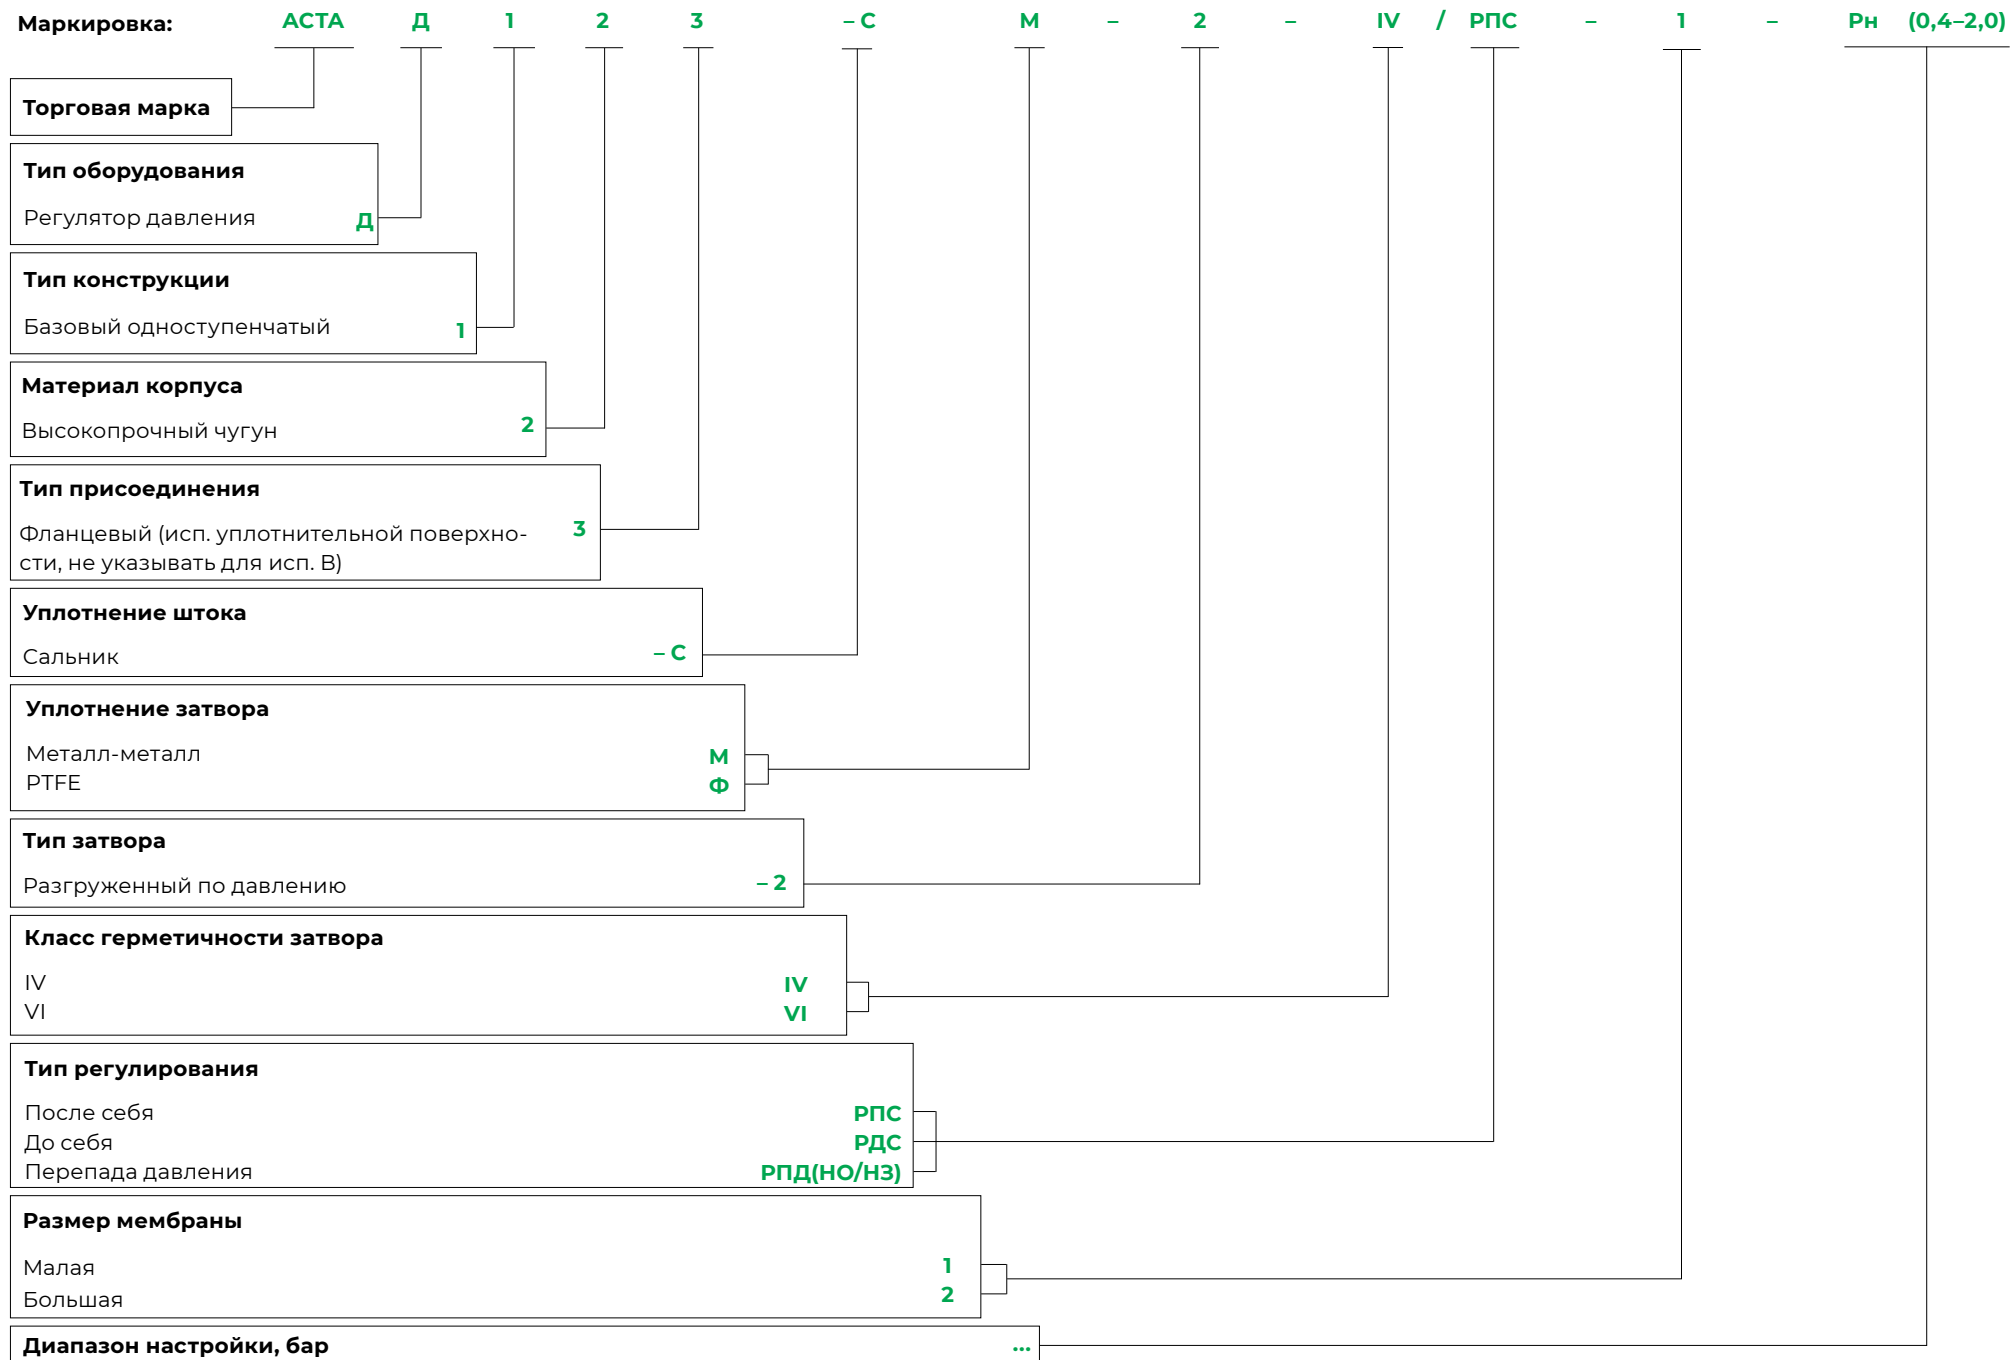 Маркировка: АСТА Д 1 2 3 – С М – 2 – IV / РПС – 1 – Рн (0,4–2,0)
Торговая марка
Тип оборудования
Регулятор давления Д
Тип конструкции
Базовый одноступенчатый 1
Материал корпуса
Высокопрочный чугун 2
Тип присоединения
Фланцевый (исп. уплотнительной поверхно- 3
сти, не указывать для исп. В)
Уплотнение штока
Сальник – С
Уплотнение затвора
Металл-металл М
PTFE Ф
Тип затвора
Разгруженный по давлению – 2
Класс герметичности затвора
IV IV
VI VI
Тип регулирования
После себя РПС
До себя РДС
Перепада давления РПД(НО/НЗ)
Размер мембраны
Малая 1
Большая 2
Диапазон настройки, бар ...